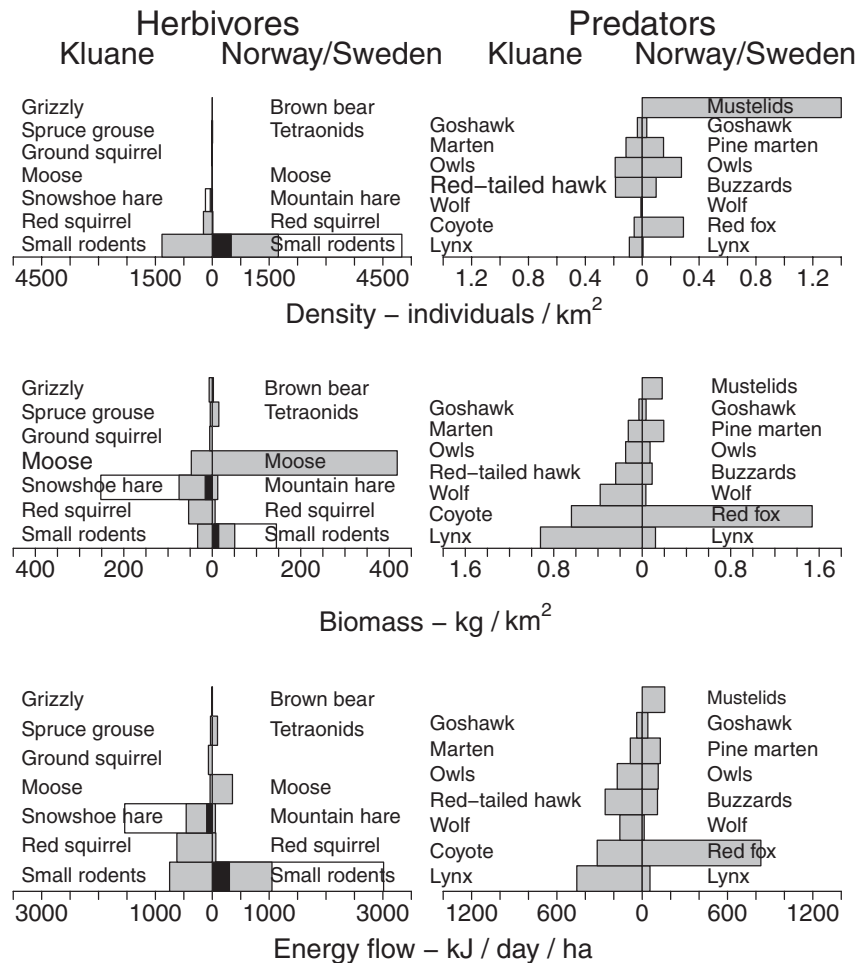 Herbivores Predators
Kluane Norway/Sweden Kluane Norway/Sweden
Grizzly Brown bear Mustelids
Spruce grouse Tetraonids Goshawk Goshawk
Ground squirrel Marten Pine marten
Moose Moose Owls Owls
Snowshoe hare Mountain hare Red−tailed hawk Buzzards
Red squirrel Red squirrel Wolf Wolf
Small rodents Small rodents Coyote Red fox
Lynx Lynx
4500 1500 0 1500 4500 1.2 0.8 0.4 0 0.4 0.8 1.2
Density − individuals / km²
Grizzly Brown bear Mustelids
Spruce grouse Tetraonids Goshawk Goshawk
Ground squirrel Marten Pine marten
Moose Moose Owls Owls
Snowshoe hare Mountain hare Red−tailed hawk Buzzards
Red squirrel Red squirrel Wolf Wolf
Small rodents Small rodents Coyote Red fox
Lynx Lynx
400 200 0 200 400 1.6 0.8 0 0.8 1.6
Biomass − kg / km²
Grizzly Brown bear Mustelids
Spruce grouse Tetraonids Goshawk Goshawk
Ground squirrel Marten Pine marten
Moose Moose Owls Owls
Snowshoe hare Mountain hare Red−tailed hawk Buzzards
Red squirrel Red squirrel Wolf Wolf
Small rodents Small rodents Coyote Red fox
Lynx Lynx
3000 1000 0 1000 3000 1200 600 0 600 1200
Energy flow − kJ / day / ha